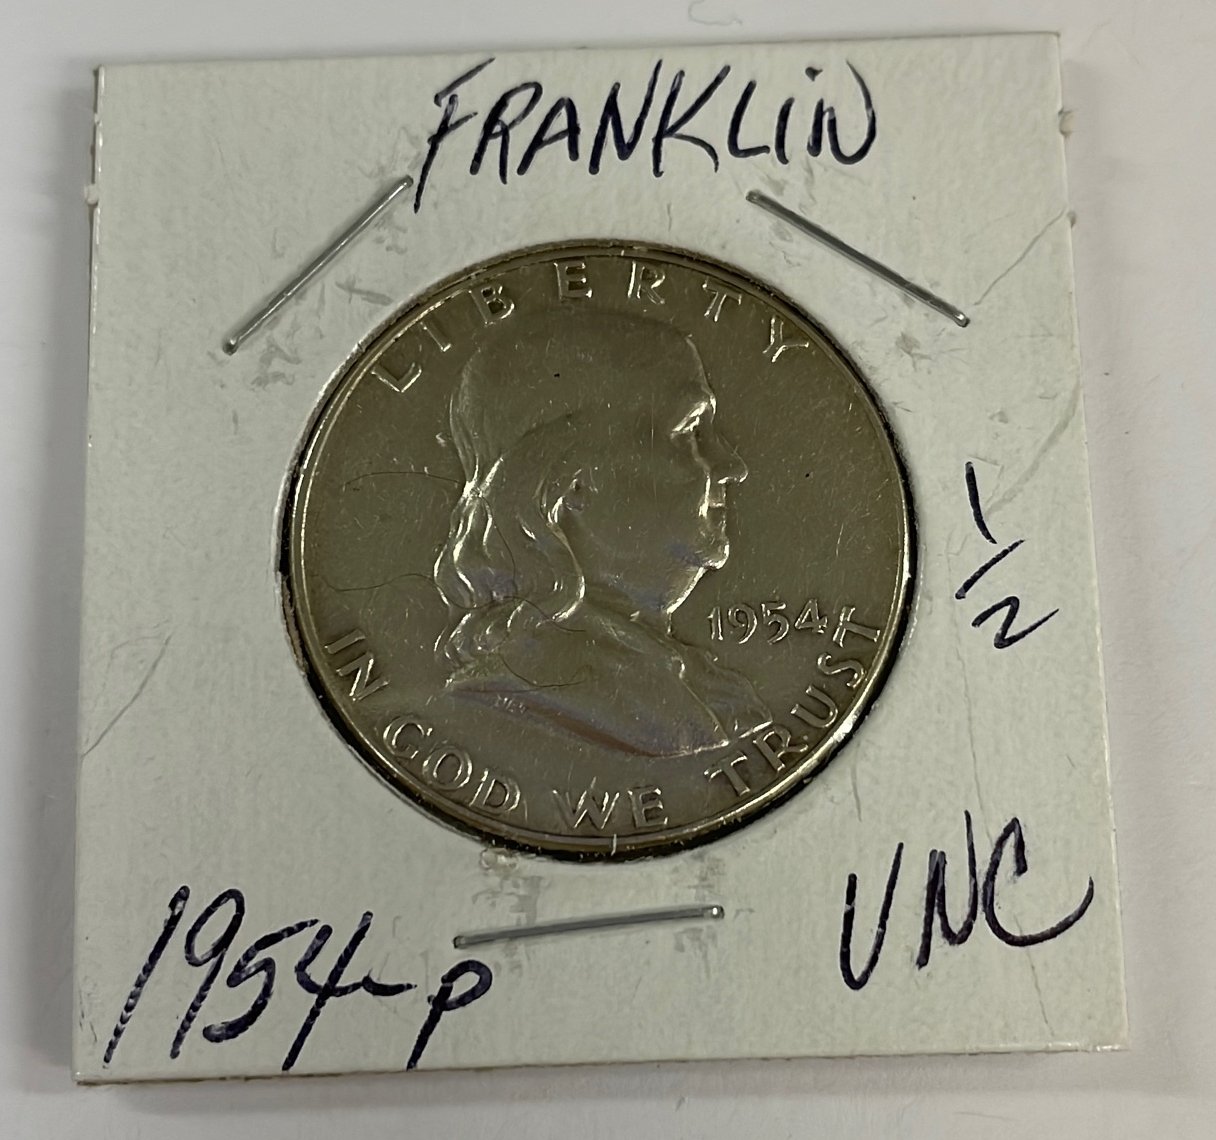 FRANKLIN
LIBERTY
1954
IN GOD WE TRUST
1/2
UNC
1954-P